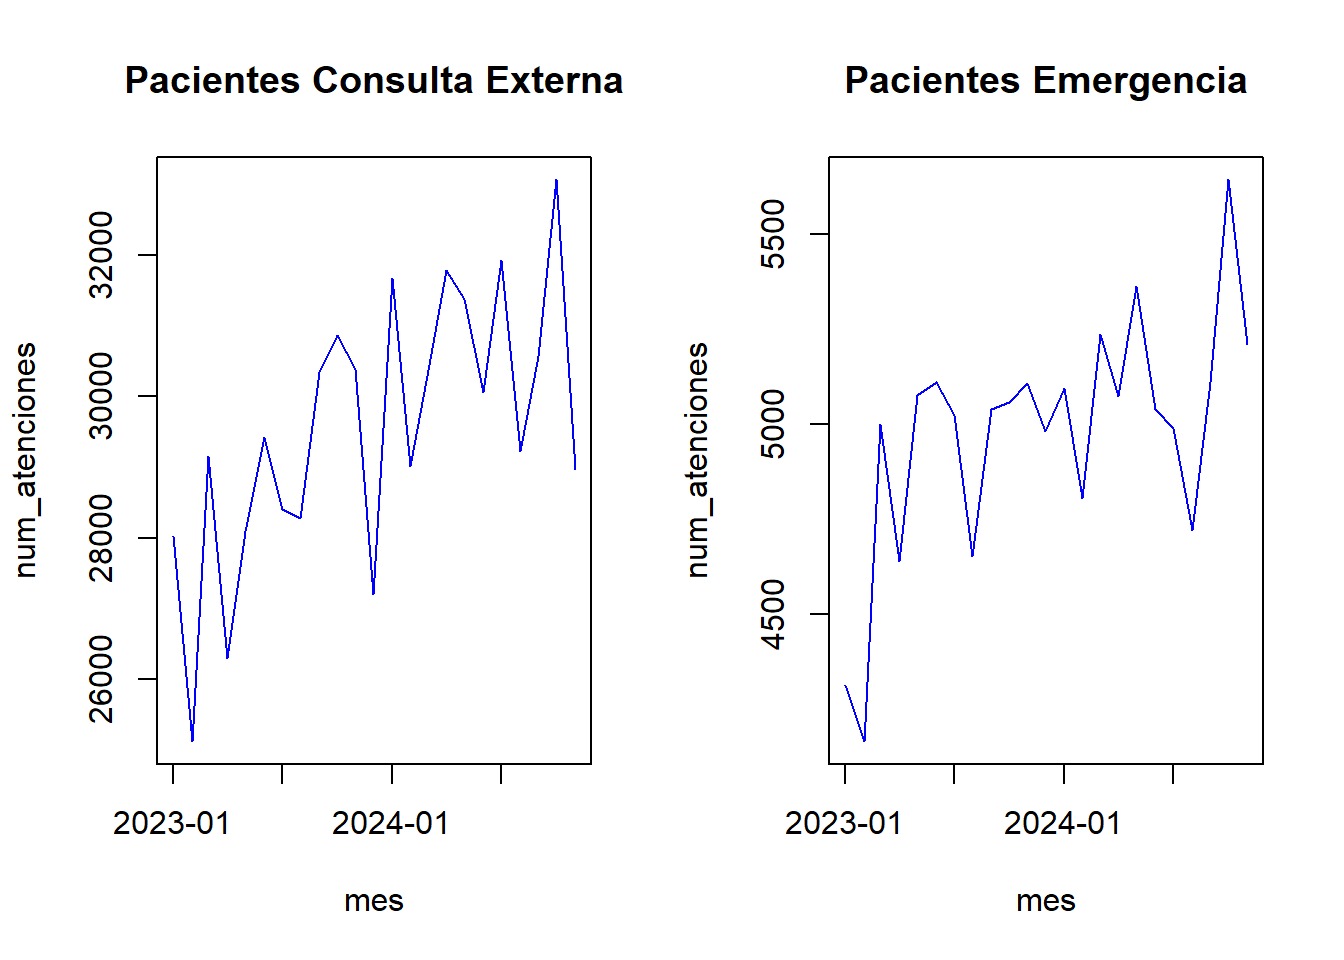 Pacientes Consulta Externa
num_atenciones
32000
30000
28000
26000
2023-01
2024-01
mes
Pacientes Emergencia
num_atenciones
5500
5000
4500
2023-01
2024-01
mes